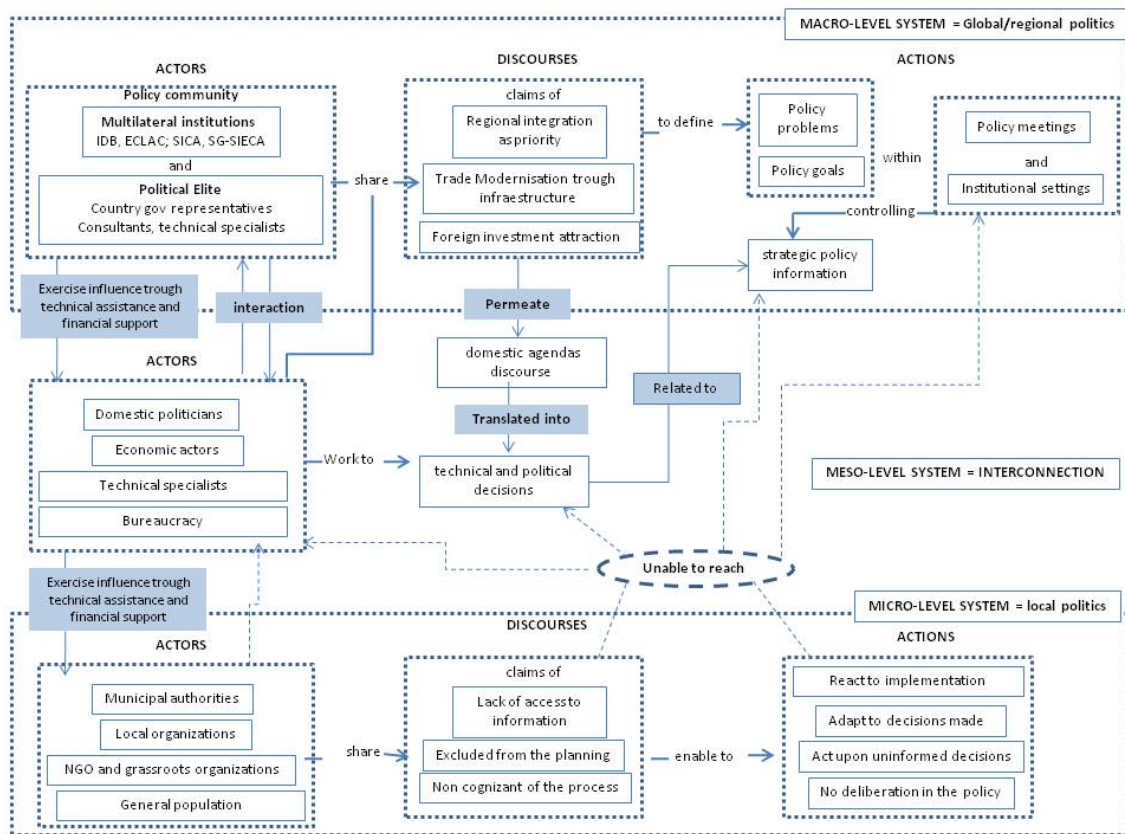 MACRO-LEVEL SYSTEM = Global/regional politics
ACTORS
DISCOURSES
ACTIONS
Policy community
Multilateral institutions
IDB, ECLAC; SICA, SG-SIECA
and
Political Elite
Country gov representatives
Consultants, technical specialists
share
claims of
Regional integration
as priority
Trade Modernisation trough
infraestructure
Foreign investment attraction
to define
Policy
problems
Policy goals
within
Policy meetings
and
Institutional settings
controlling
strategic policy
information
Exercise influence trough
technical assistance and
financial support
interaction
Permeate
ACTORS
domestic agendas
discourse
Related to
Translated into
Domestic politicians
Economic actors
Technical specialists
Bureaucracy
Work to
technical and political
decisions
MESO-LEVEL SYSTEM = INTERCONNECTION
Unable to reach
Exercise influence trough
technical assistance and
financial support
MICRO-LEVEL SYSTEM = local politics
ACTORS
DISCOURSES
ACTIONS
Municipal authorities
Local organizations
NGO and grassroots organizations
General population
share
claims of
Lack of access to
information
Excluded from the planning
Non cognizant of the process
enable to
React to implementation
Adapt to decisions made
Act upon uninformed decisions
No deliberation in the policy